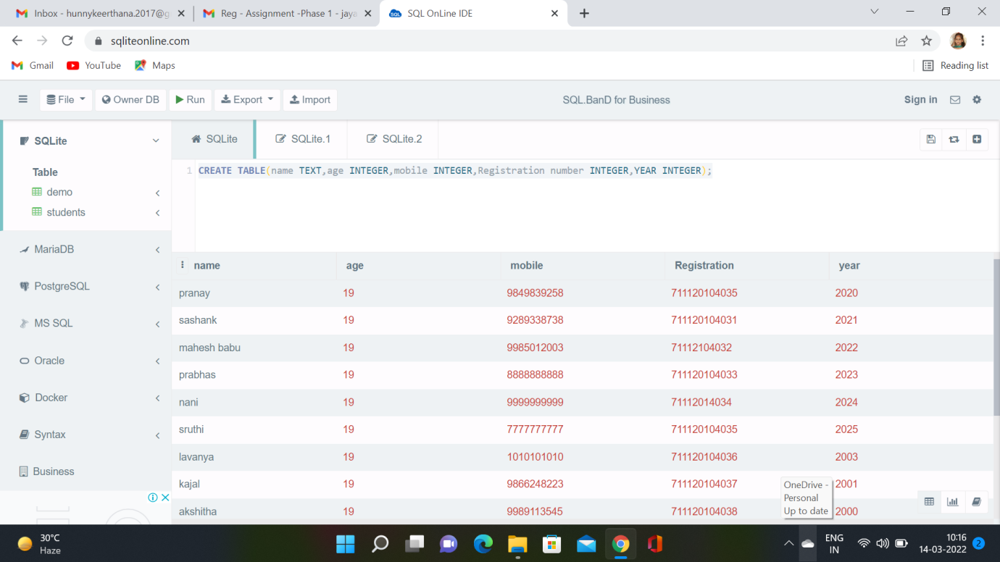 Inbox - hunnykeerthana.2017@g
Reg - Assignment -Phase 1 - jaya
SQL OnLine IDE
sqliteonline.com
Gmail YouTube Maps Reading list
File Owner DB Run Export Import SQL.BanD for Business Sign in
SQLite SQLite SQLite.1 SQLite.2
Table
demo
students
MariaDB
PostgreSQL
MS SQL
Oracle
Docker
Syntax
Business
1 CREATE TABLE(name TEXT,age INTEGER,mobile INTEGER,Registration number INTEGER,YEAR INTEGER);
name age mobile Registration year
pranay 19 9849839258 711120104035 2020
sashank 19 9289338738 711120104031 2021
mahesh babu 19 9985012003 71112104032 2022
prabhas 19 8888888888 711120104033 2023
nani 19 9999999999 71112014034 2024
sruthi 19 7777777777 711120104035 2025
lavanya 19 1010101010 711120104036 2003
kajal 19 9866248223 711120104037 2001
akshitha 19 9989113545 711120104038 2000
OneDrive -
Personal
Up to date
30°C
Haze
ENG
IN
10:16
14-03-2022
2